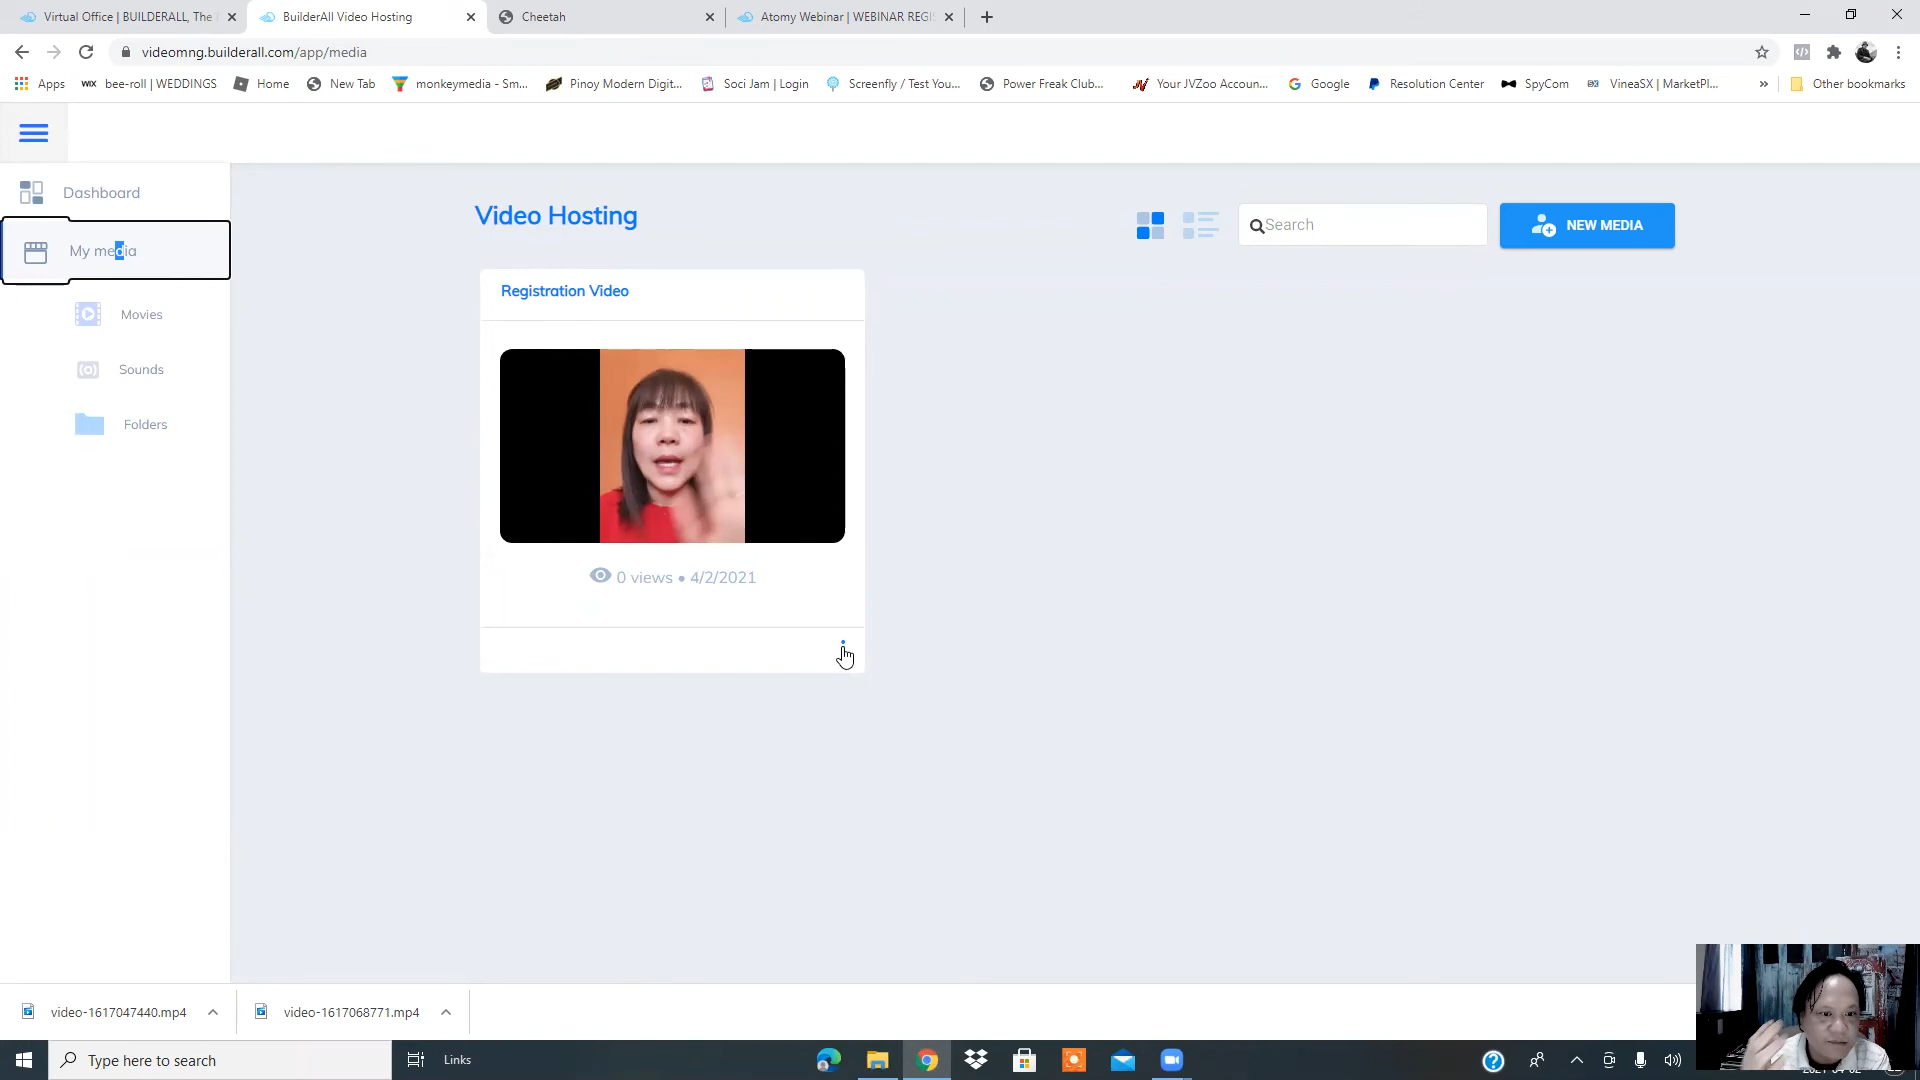 Virtual Office | BUILDERALL, The
BuilderAll Video Hosting
Cheetah
Atomy Webinar | WEBINAR REGIS
videomng.builderall.com/app/media
Apps
WIX bee-roll | WEDDINGS
Home
New Tab
monkeymedia - Sm...
Pinoy Modern Digit...
Soci Jam | Login
Screenfly / Test You...
Power Freak Club...
Your JVZoo Accoun...
Google
Resolution Center
SpyCom
VineaSX | MarketPl...
»
Other bookmarks
Dashboard
My media
Movies
Sounds
Folders
Video Hosting
Search
NEW MEDIA
Registration Video
0 views • 4/2/2021
video-1617047440.mp4
video-1617068771.mp4
Type here to search
Links